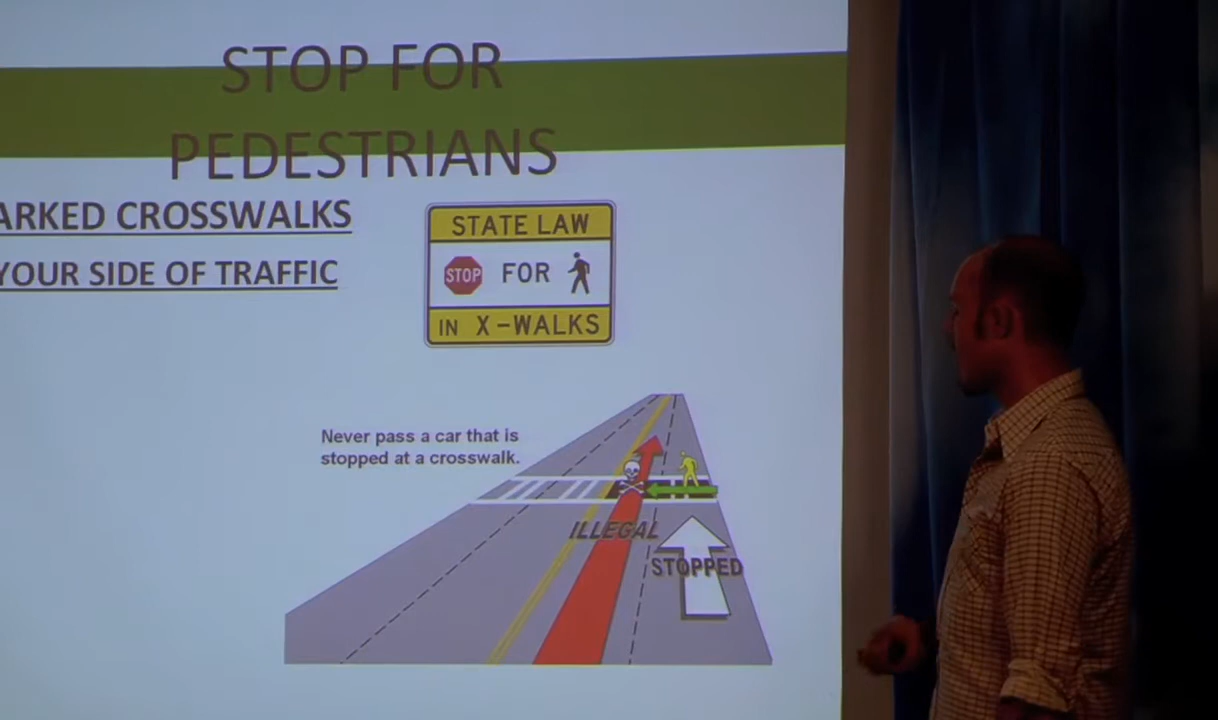 STOP FOR
PEDESTRIANS
ARKED CROSSWALKS
YOUR SIDE OF TRAFFIC
STATE LAW
STOP FOR
IN X-WALKS
Never pass a car that is
stopped at a crosswalk.
ILLEGAL
STOPPED